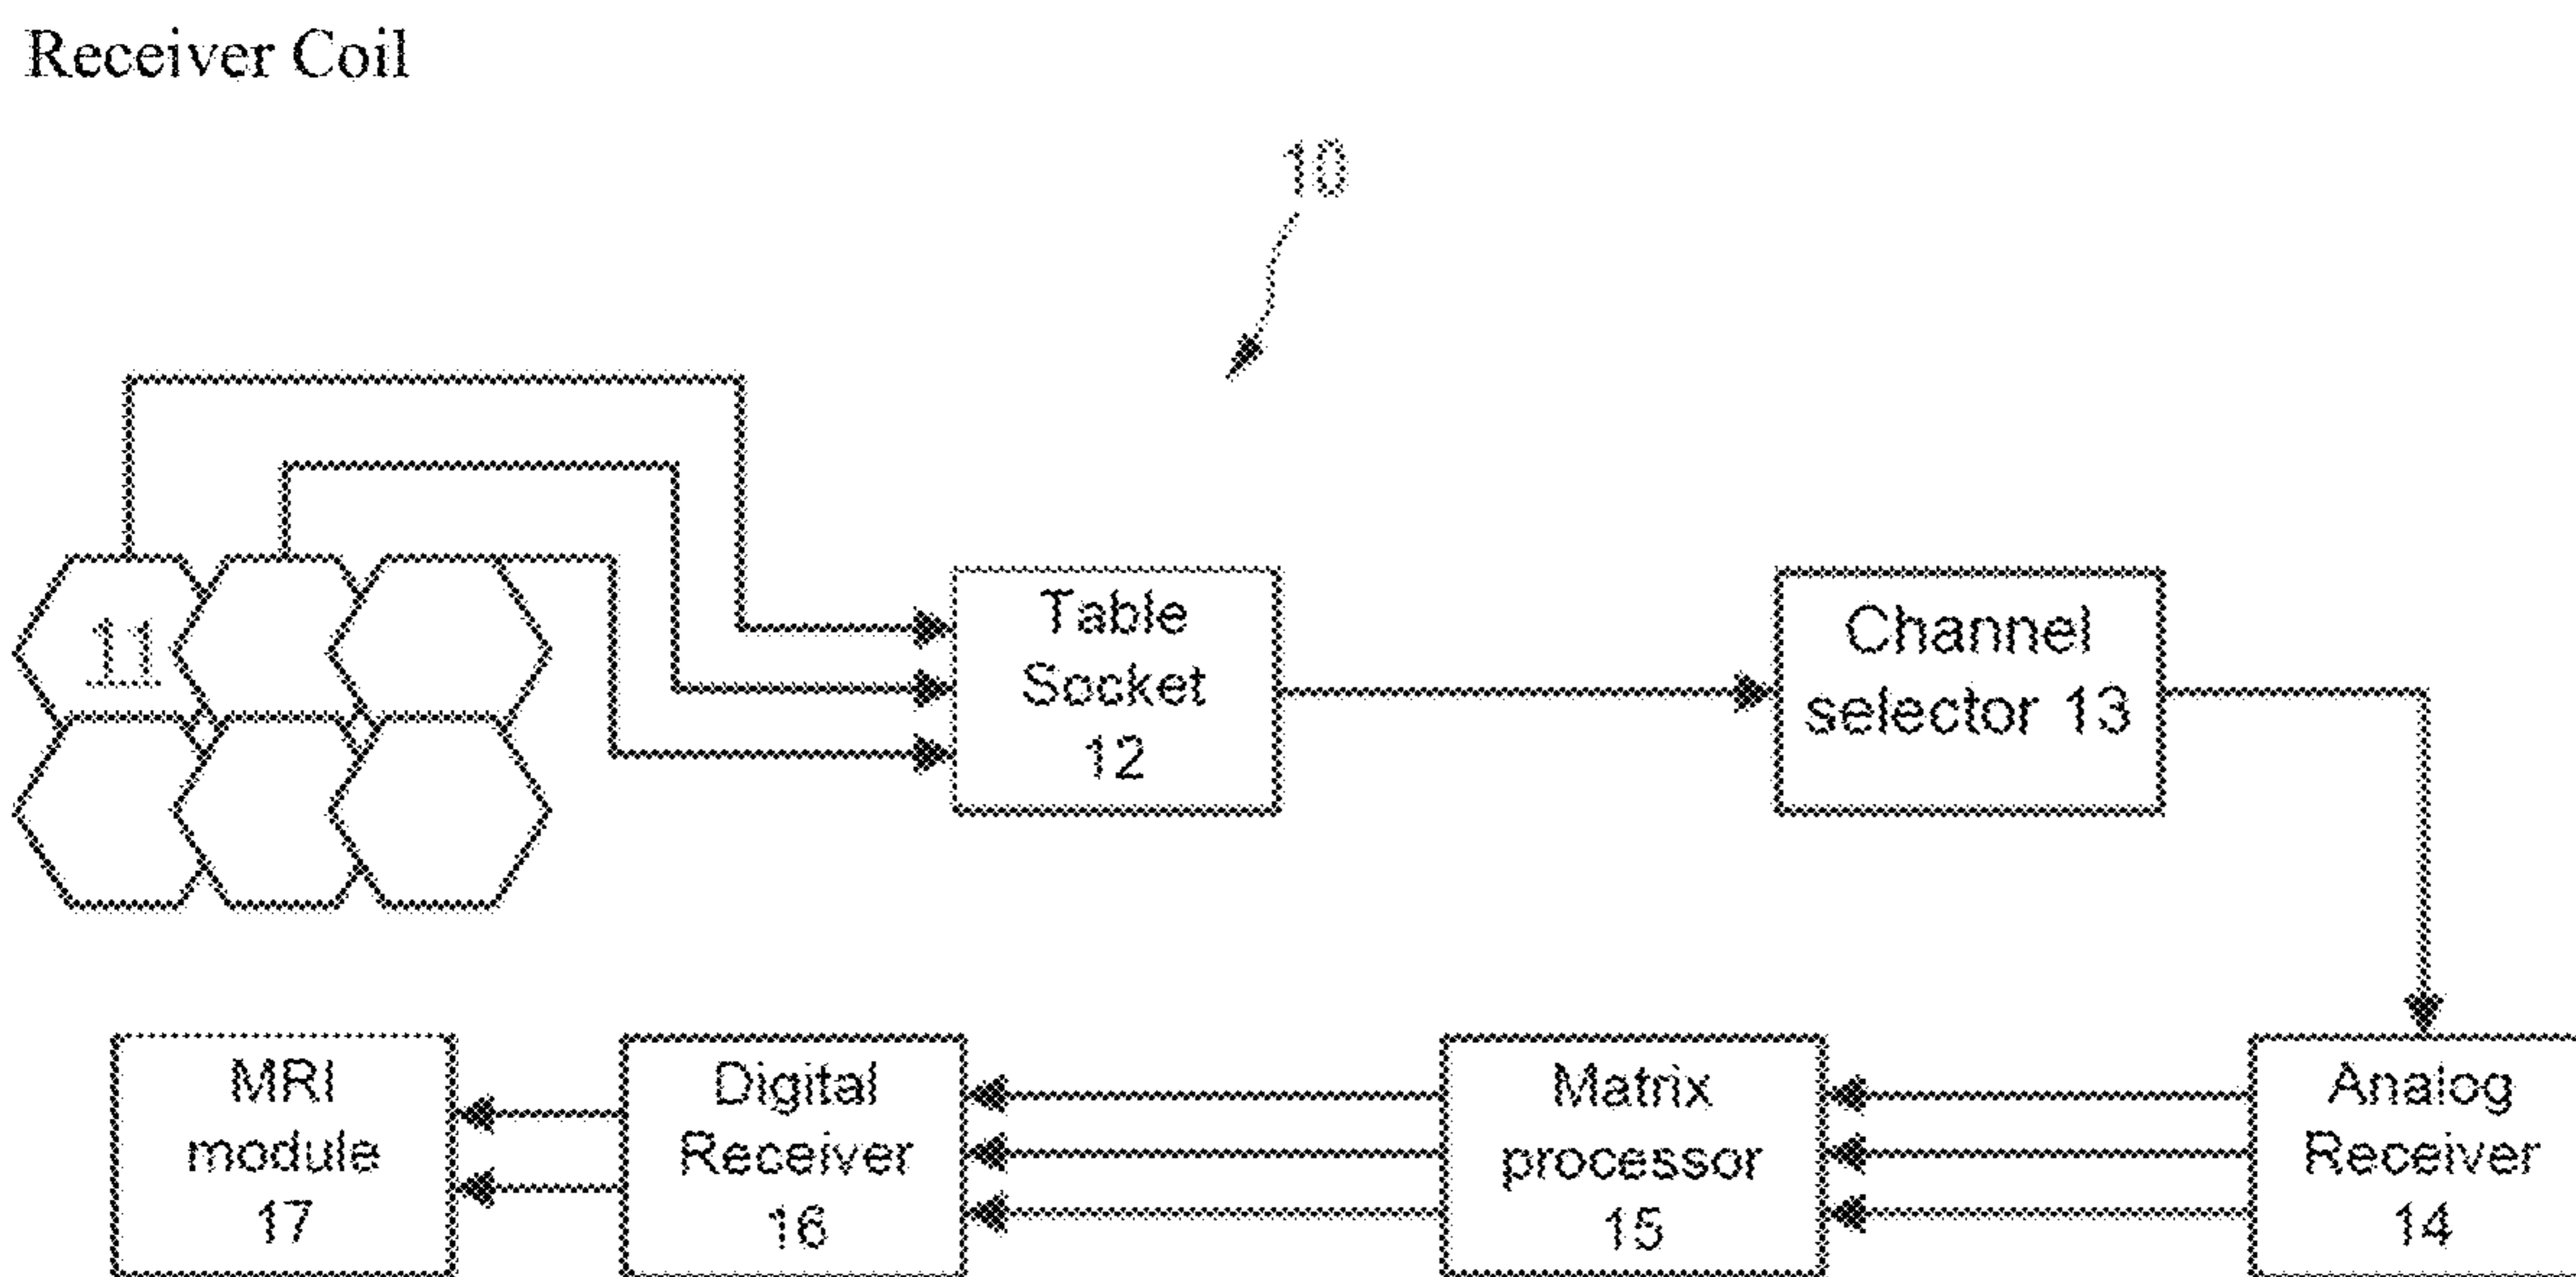 Receiver Coil
10
11
Table
Socket
12
Channel
selector 13
MRI
module
17
Digital
Receiver
16
Matrix
processor
15
Analog
Receiver
14